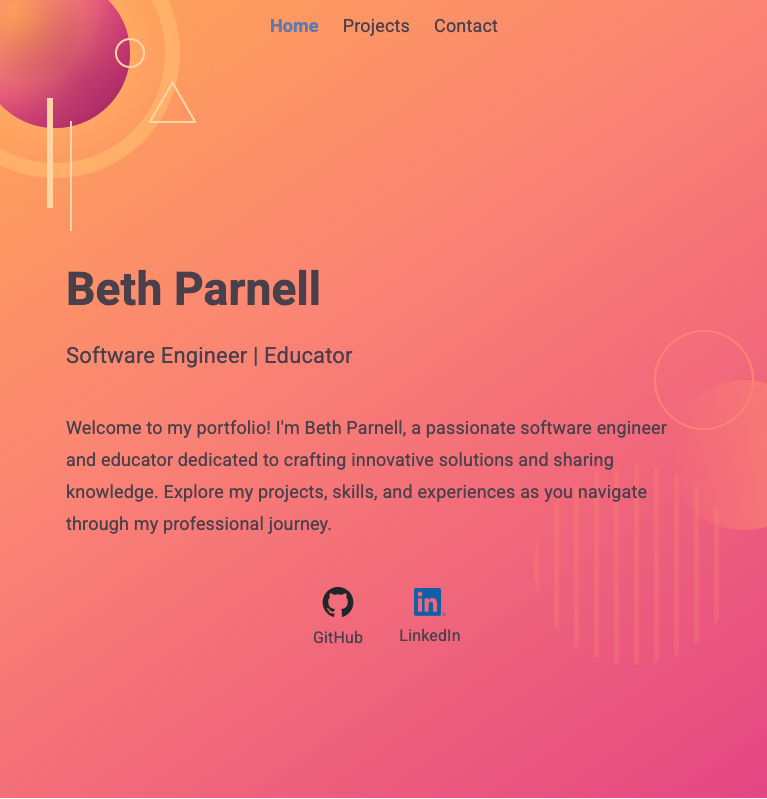 Home Projects Contact
Beth Parnell
Software Engineer | Educator
Welcome to my portfolio! I'm Beth Parnell, a passionate software engineer
and educator dedicated to crafting innovative solutions and sharing
knowledge. Explore my projects, skills, and experiences as you navigate
through my professional journey.
in
GitHub LinkedIn